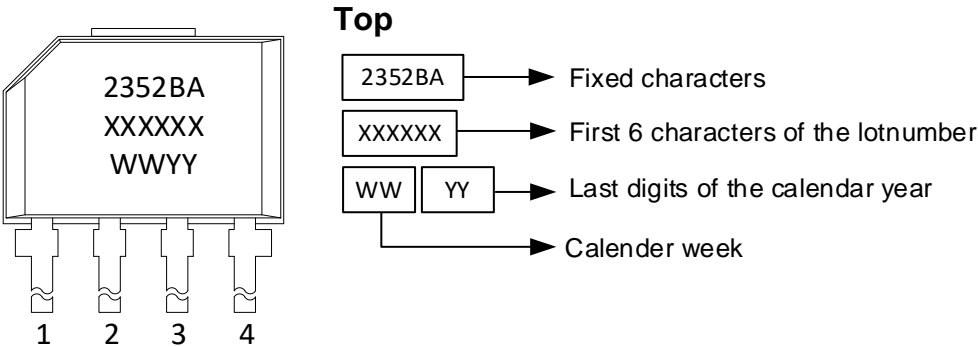 2352BA
XXXXXX
WWYY
1 2 3 4
Top
2352BA Fixed characters
XXXXXX First 6 characters of the lotnumber
WW YY Last digits of the calendar year
Calender week